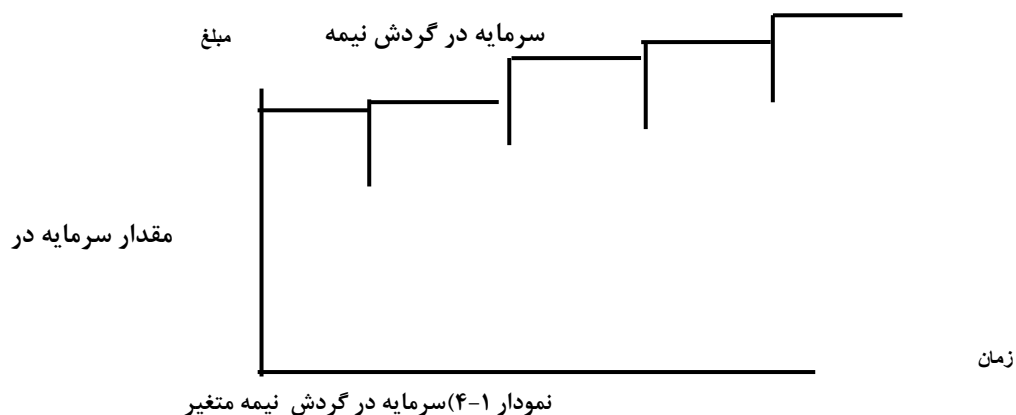 مبلغ
سرمایه در گردش نیمه
مقدار سرمایه در
زمان
نمودار ۱-۴)سرمایه در گردش نیمه متغیر